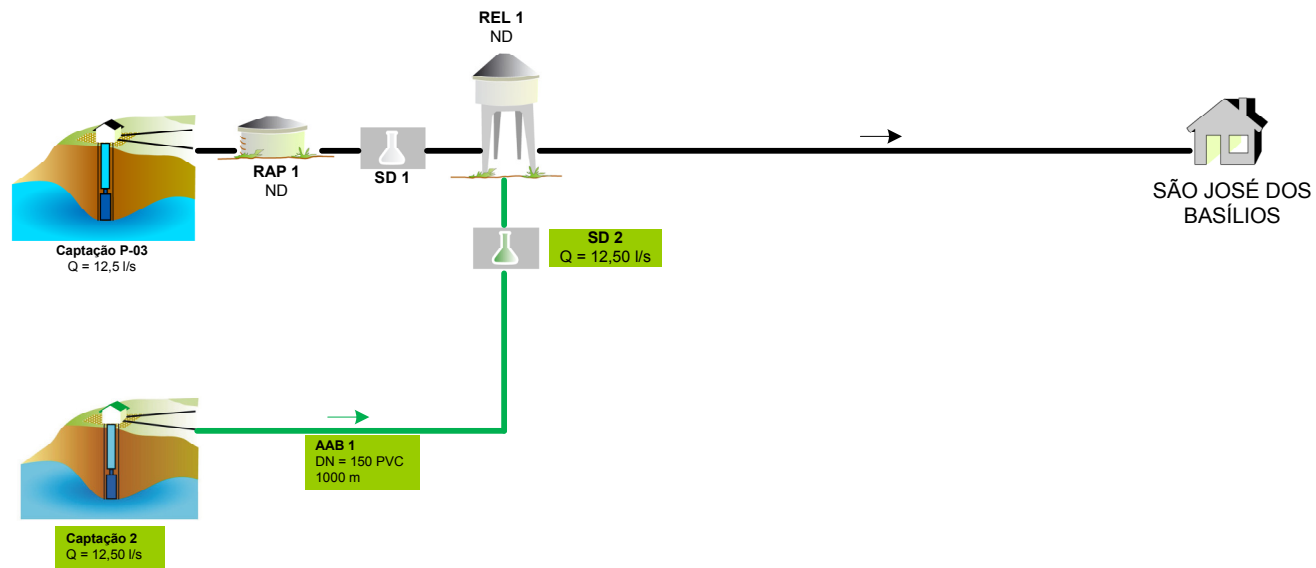 REL 1
ND
RAP 1
ND
SD 1
SÃO JOSÉ DOS
BASÍLIOS
Captação P-03
Q = 12,5 l/s
SD 2
Q = 12,50 l/s
AAB 1
DN = 150 PVC
1000 m
Captação 2
Q = 12,50 l/s